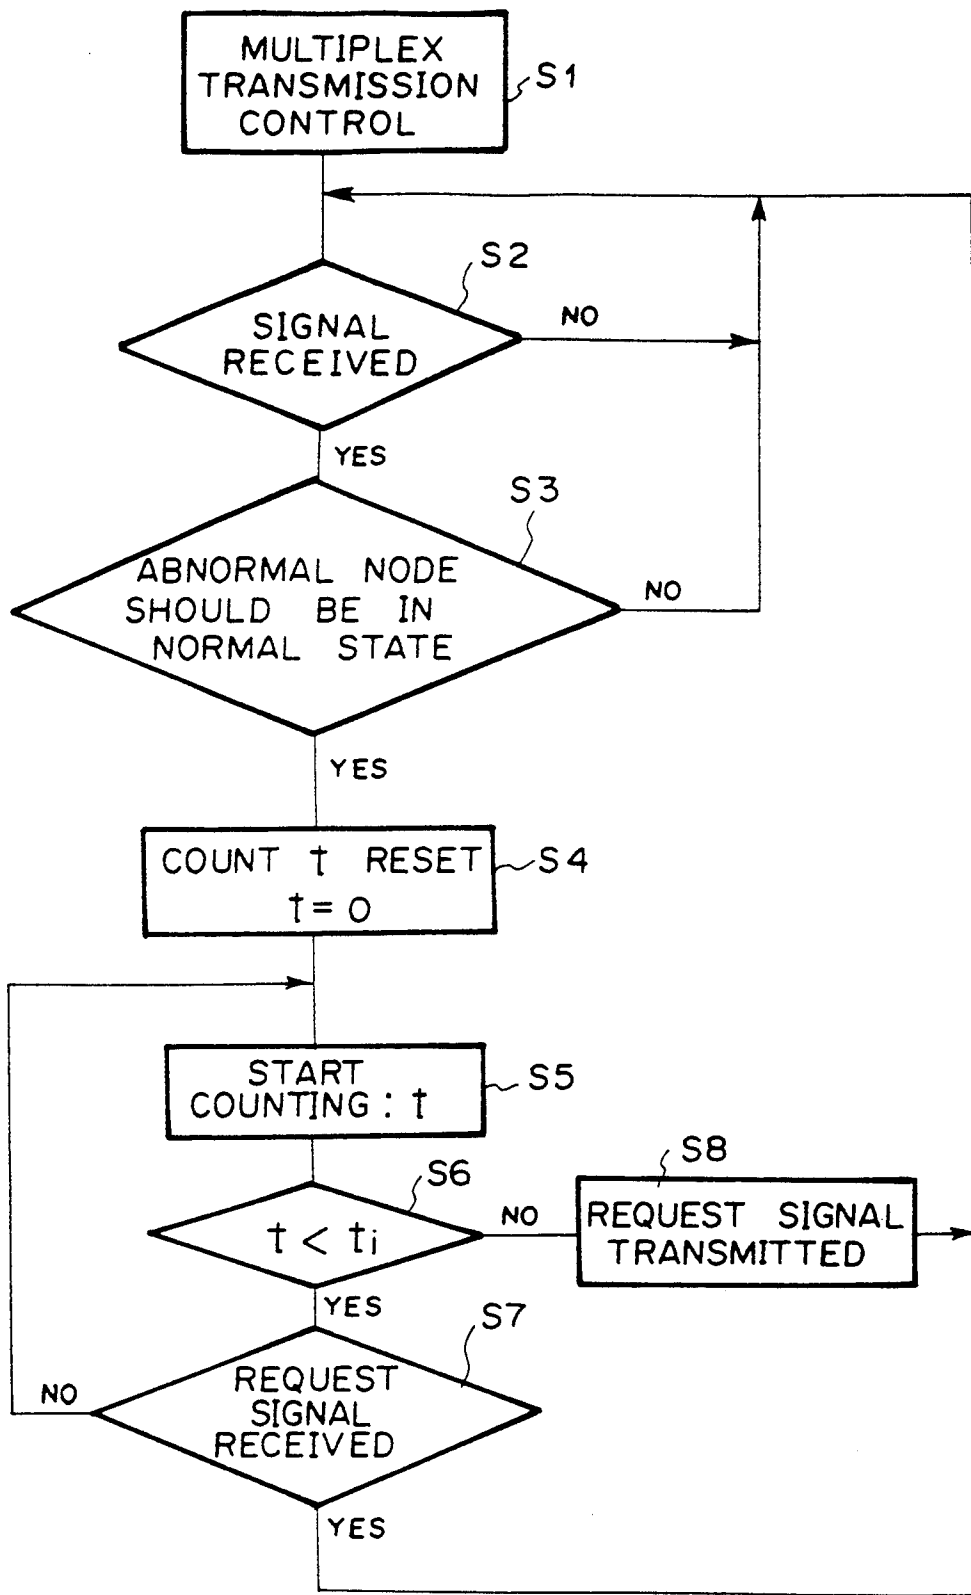 MULTIPLEX
TRANSMISSION
CONTROL
S1
S2
SIGNAL
RECEIVED
NO
YES
S3
ABNORMAL NODE
SHOULD BE IN
NORMAL STATE
NO
YES
COUNT t RESET
t = 0
S4
START
COUNTING : t
S5
S6
t < ti
NO
S8
REQUEST SIGNAL
TRANSMITTED
YES
S7
REQUEST
SIGNAL
RECEIVED
NO
YES